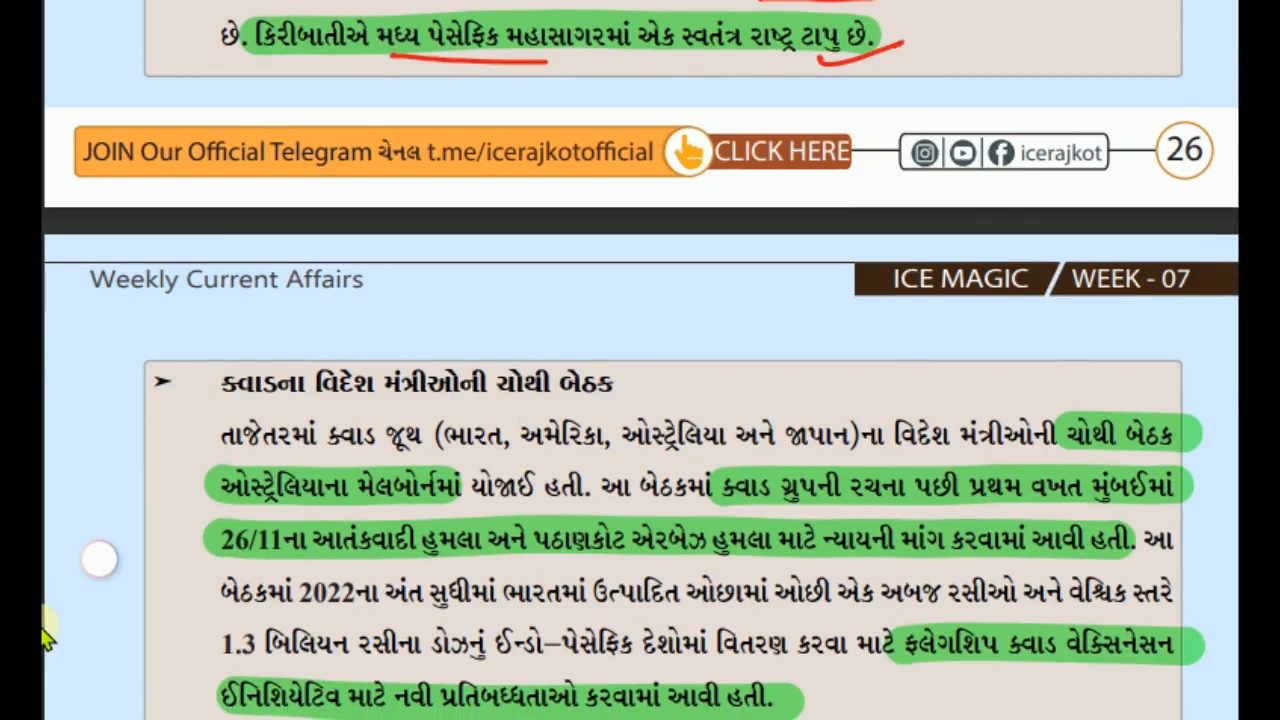 છે. કિરીબાતીએ મધ્ય પેસેફિક મહાસાગરમાં એક સ્વતંત્ર રાષ્ટ્ર ટાપુ છે.
JOIN Our Official Telegram ચેનલ t.me/icerajkotofficial CLICK HERE icerajkot 26
Weekly Current Affairs ICE MAGIC / WEEK - 07
➤ ક્વાડના વિદેશ મંત્રીઓની ચોથી બેઠક
તાજેતરમાં ક્વાડ જૂથ (ભારત, અમેરિકા, ઓસ્ટ્રેલિયા અને જાપાન)ના વિદેશ મંત્રીઓની ચોથી બેઠક
ઓસ્ટ્રેલિયાના મેલબોર્નમાં યોજાઈ હતી. આ બેઠકમાં ક્વાડ ગ્રુપની રચના પછી પ્રથમ વખત મુંબઈમાં
26/11ના આતંકવાદી હુમલા અને પઠાણકોટ એરબેઝ હુમલા માટે ન્યાયની માંગ કરવામાં આવી હતી. આ
બેઠકમાં 2022ના અંત સુધીમાં ભારતમાં ઉત્પાદિત ઓછામાં ઓછી એક અબજ રસીઓ અને વૈશ્વિક સ્તરે
1.3 બિલિયન રસીના ડોઝનું ઈન્ડો–પેસેફિક દેશોમાં વિતરણ કરવા માટે ફ્લેગશિપ ક્વાડ વેક્સિનેસન
ઈનિશિયેટિવ માટે નવી પ્રતિબધ્ધતાઓ કરવામાં આવી હતી.